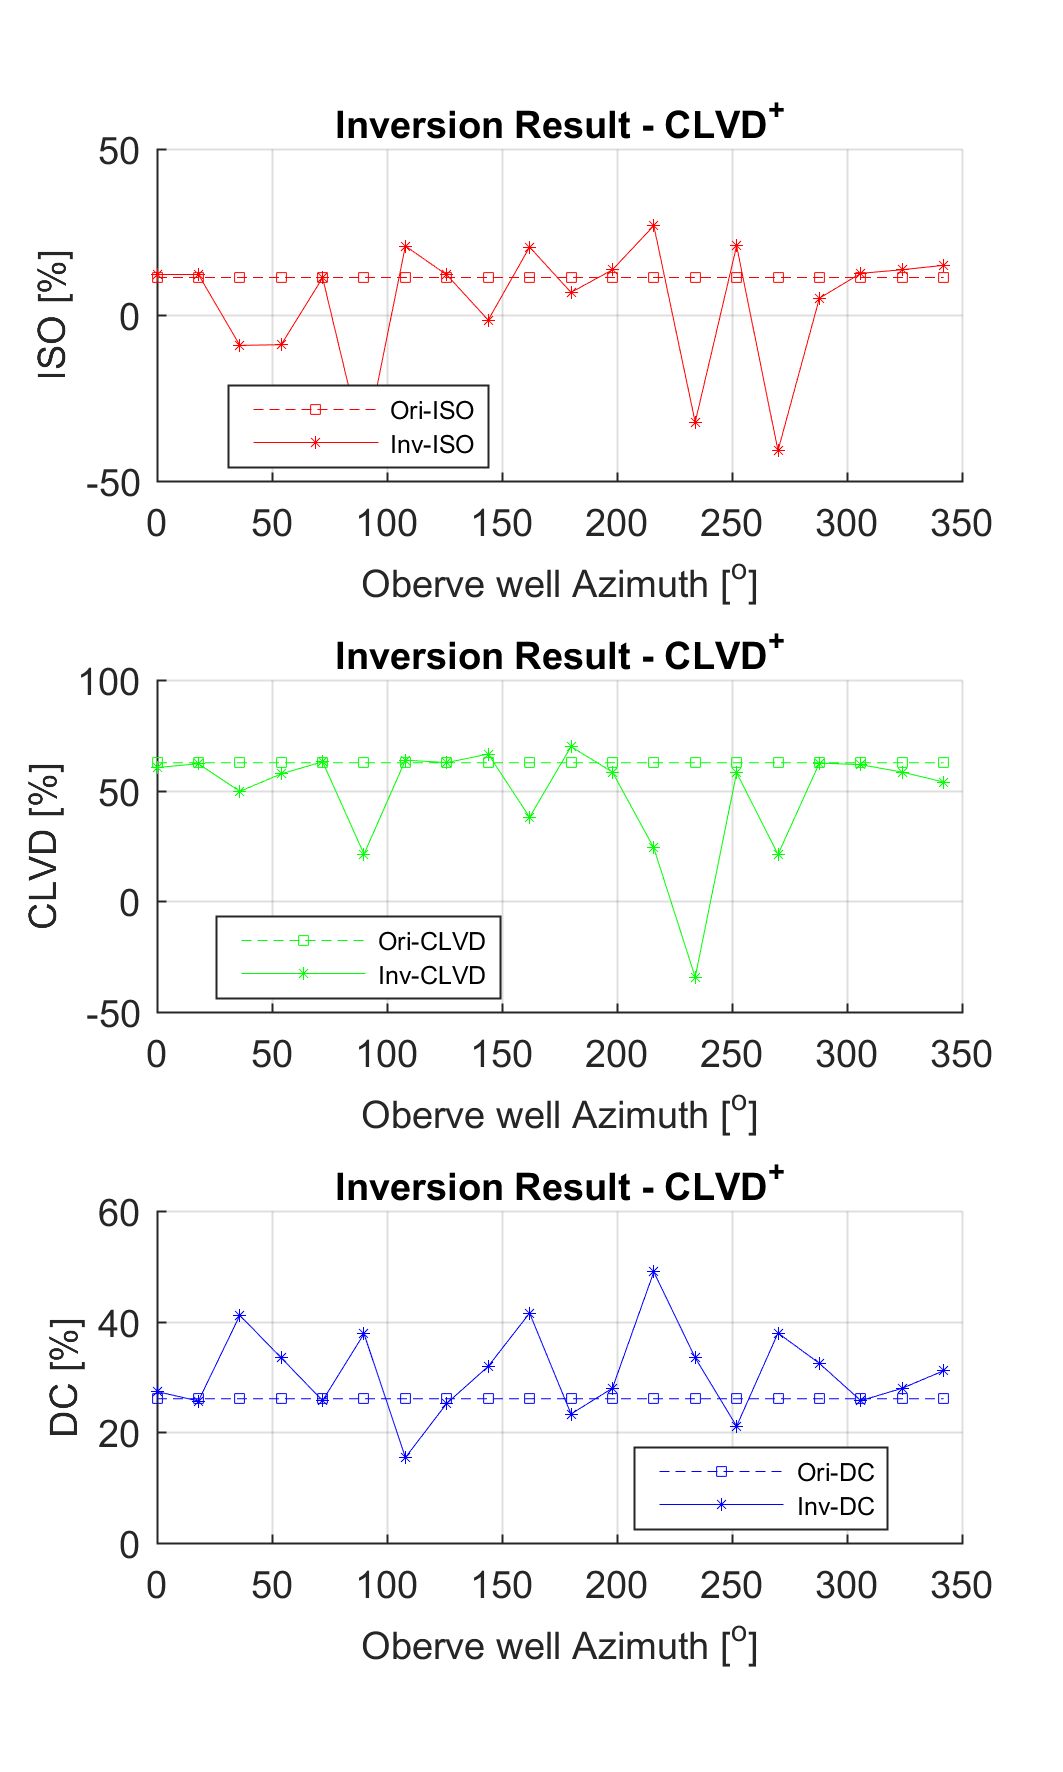 Inversion Result - CLVD+
50
0
-50
ISO [%]
Ori-ISO
Inv-ISO
0 50 100 150 200 250 300 350
Oberve well Azimuth [o]
Inversion Result - CLVD+
100
50
0
-50
CLVD [%]
Ori-CLVD
Inv-CLVD
0 50 100 150 200 250 300 350
Oberve well Azimuth [o]
Inversion Result - CLVD+
60
40
20
0
DC [%]
Ori-DC
Inv-DC
0 50 100 150 200 250 300 350
Oberve well Azimuth [o]